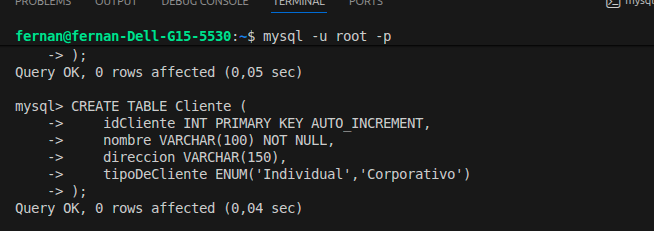 PROBLEMS OUTPUT DEBUG CONSOLE TERMINAL PORTS mysql
fernan@fernan-Dell-G15-5530:~$ mysql -u root -p
    -> );
Query OK, 0 rows affected (0,05 sec)

mysql> CREATE TABLE Cliente (
    ->     idCliente INT PRIMARY KEY AUTO_INCREMENT,
    ->     nombre VARCHAR(100) NOT NULL,
    ->     direccion VARCHAR(150),
    ->     tipoDeCliente ENUM('Individual','Corporativo')
    -> );
Query OK, 0 rows affected (0,04 sec)